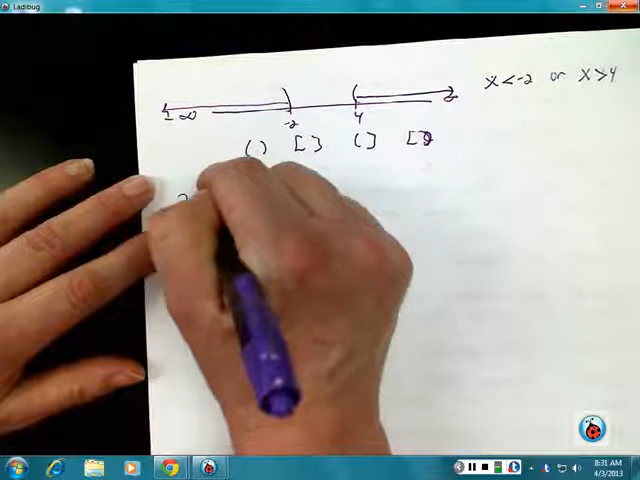 Ladibug
x < -2 or x > 4
-∞ -2 4 ∞
( ) [ ] ( ] [ )
8:31 AM
4/3/2013